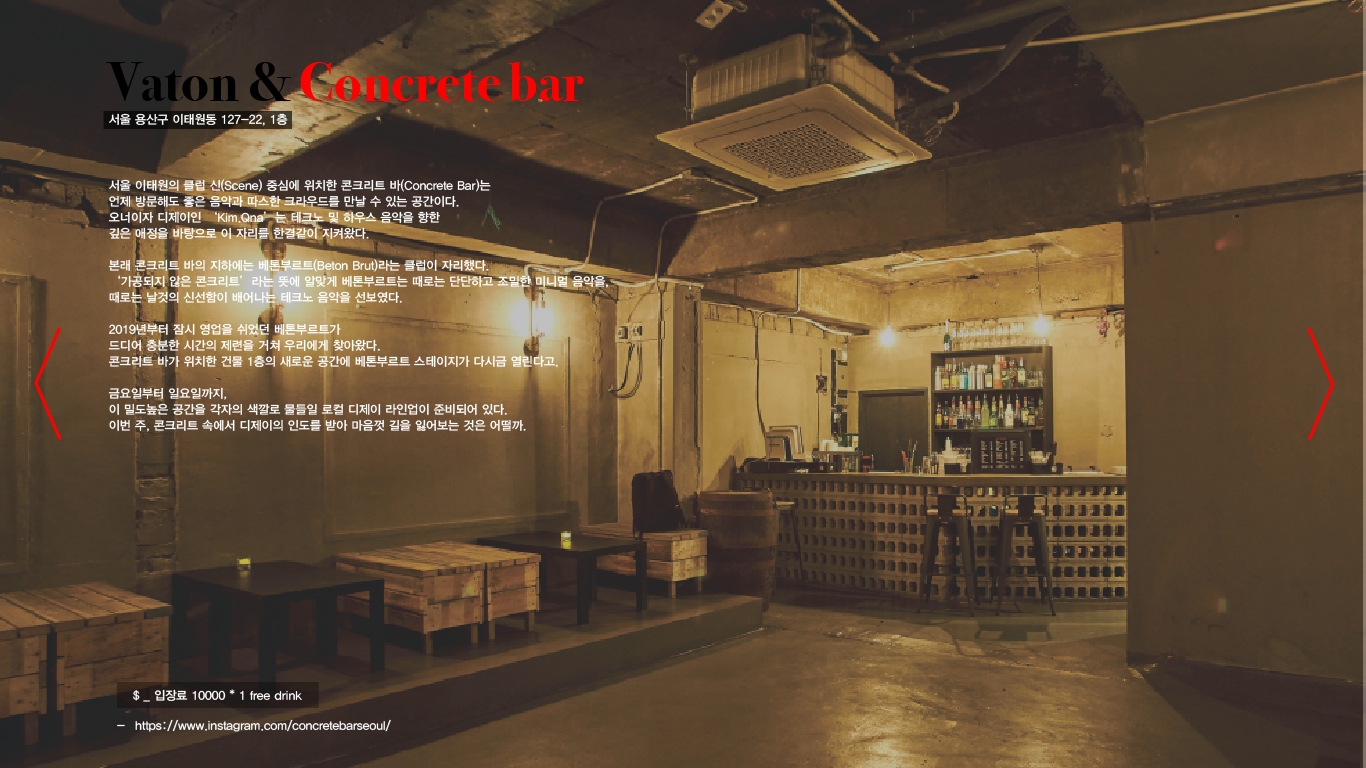 Vaton & Concrete bar
서울 용산구 이태원동 127-22, 1층
서울 이태원의 클럽 신(Scene) 중심에 위치한 콘크리트 바(Concrete Bar)는
언제 방문해도 좋은 음악과 따스한 크라우드를 만날 수 있는 공간이다.
오너이자 디제이인 ‘Kim.Qna’는 테크노 및 하우스 음악을 향한
깊은 애정을 바탕으로 이 자리를 한결같이 지켜왔다.
본래 콘크리트 바의 지하에는 베톤부르트(Beton Brut)라는 클럽이 자리했다.
‘가공되지 않은 콘크리트’라는 뜻에 알맞게 베톤부르트는 때로는 단단하고 조밀한 미니멀 음악을,
때로는 날것의 신선함이 배어나는 테크노 음악을 선보였다.
2019년부터 잠시 영업을 쉬었던 베톤부르트가
드디어 충분한 시간의 제련을 거쳐 우리에게 찾아왔다.
콘크리트 바가 위치한 건물 1층의 새로운 공간에 베톤부르트 스테이지가 다시금 열린다고.
금요일부터 일요일까지,
이 밀도높은 공간을 각자의 색깔로 물들일 로컬 디제이 라인업이 준비되어 있다.
이번 주, 콘크리트 속에서 디제이의 인도를 받아 마음껏 길을 잃어보는 것은 어떨까.
$ _ 입장료 10000 * 1 free drink
- https://www.instagram.com/concretebarseoul/